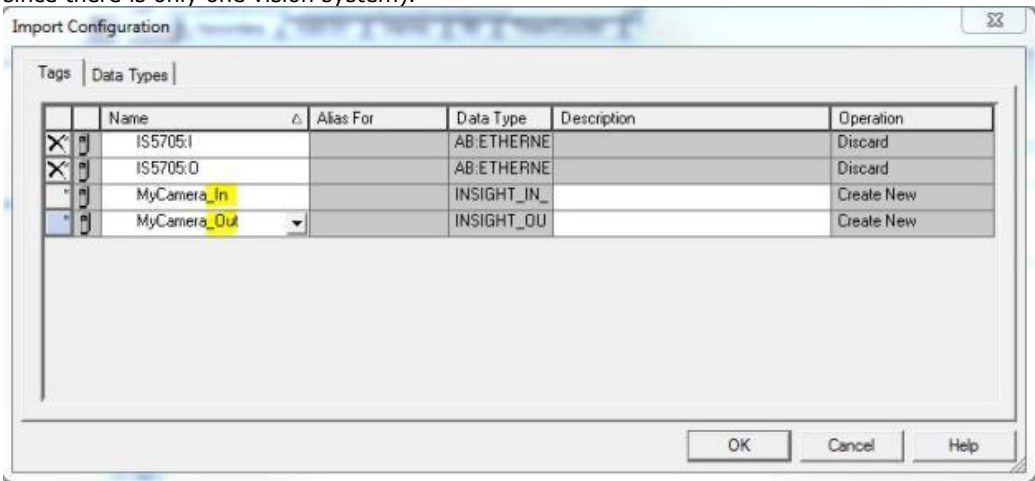 since there is only one vision system).
Import Configuration
Tags Data Types
Name Alias For Data Type Description Operation
IS5705:I AB:ETHERNE Discard
IS5705:O AB:ETHERNE Discard
MyCamera_In INSIGHT_IN_ Create New
MyCamera_Out INSIGHT_OU Create New
OK Cancel Help